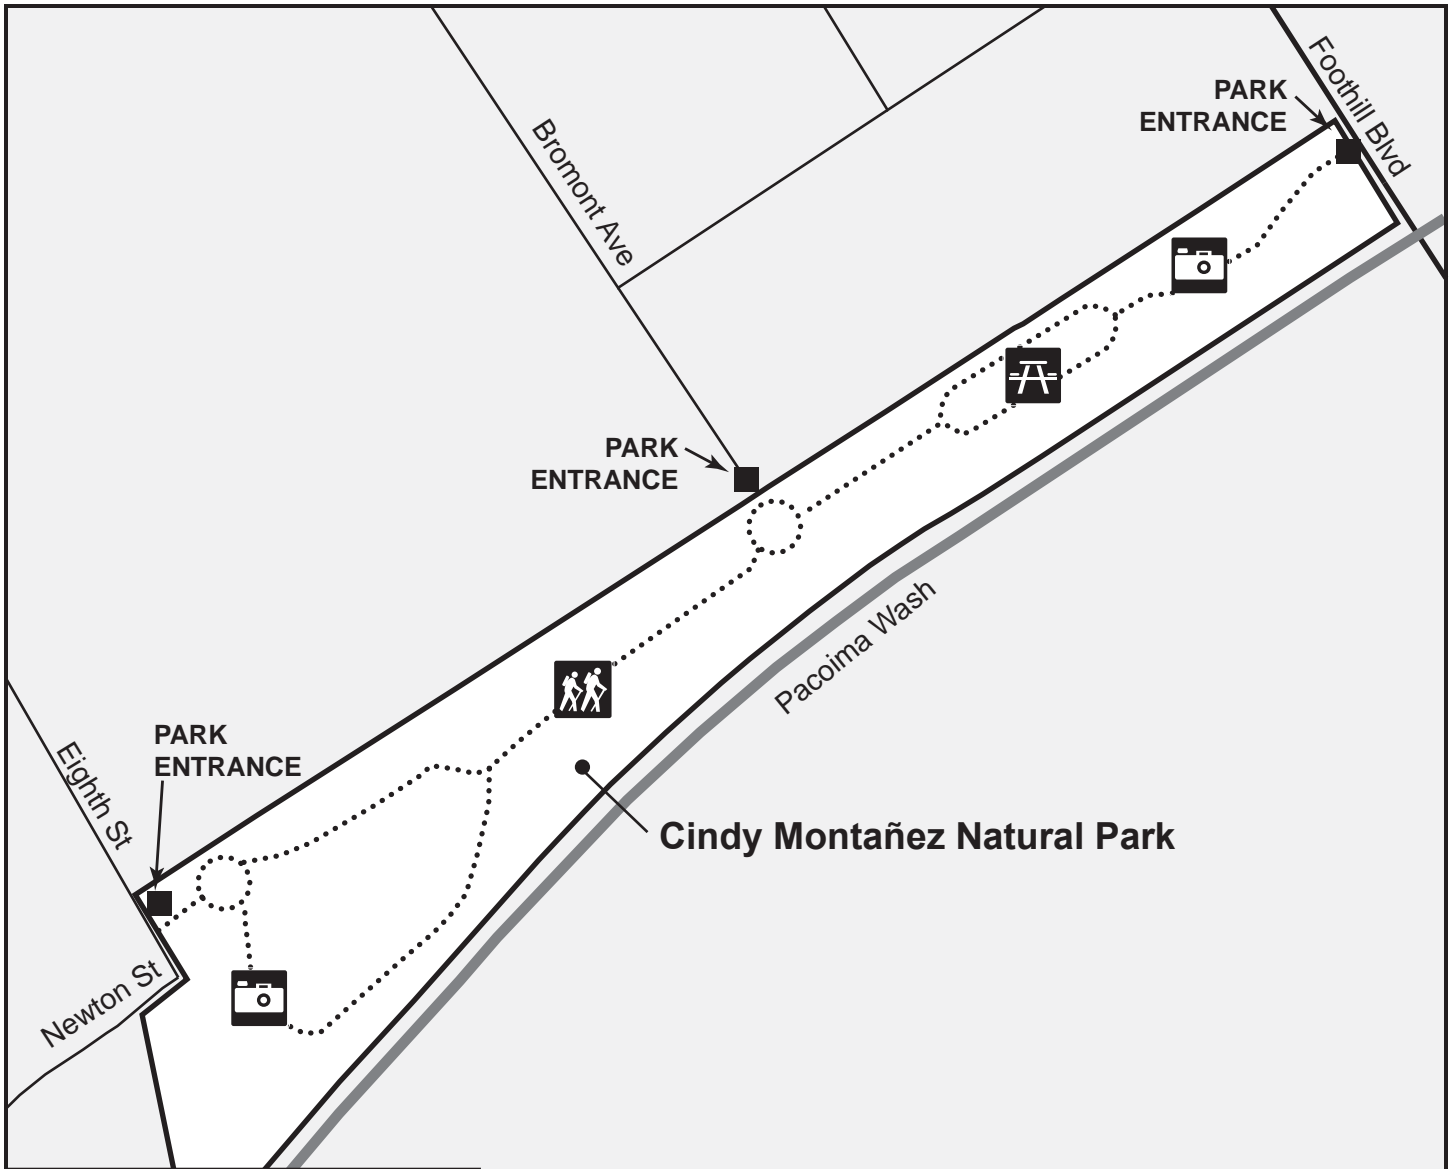 Foothill Blvd
PARK
ENTRANCE
Bromont Ave
PARK
ENTRANCE
Pacoima Wash
PARK
ENTRANCE
Eighth St
Cindy Montañez Natural Park
Newton St